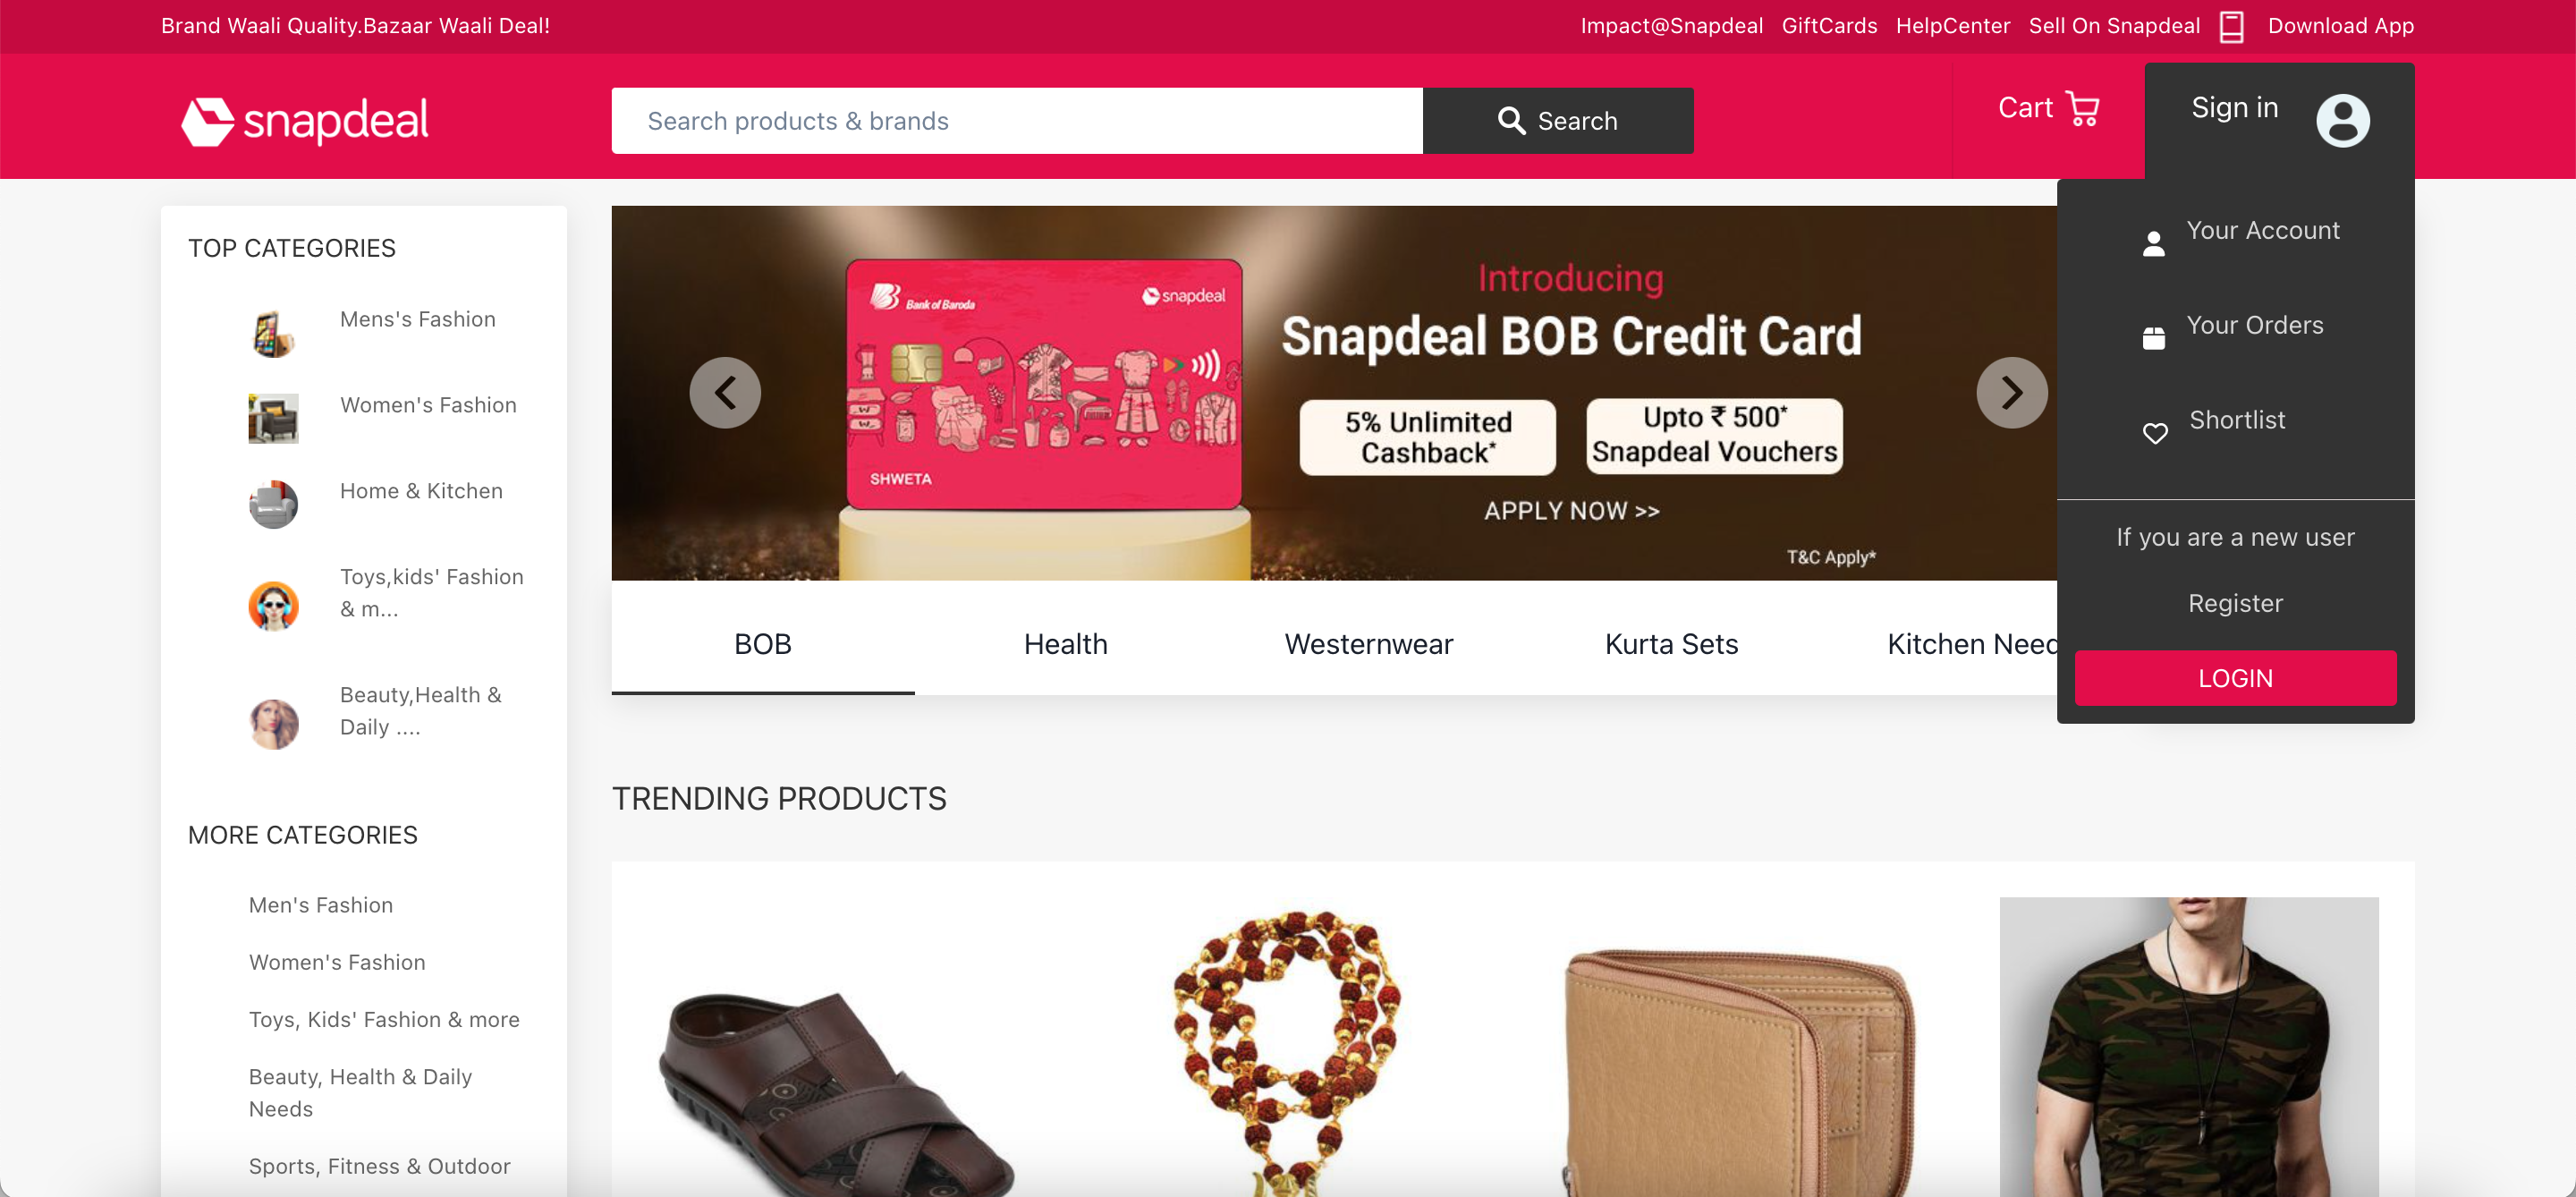 Brand Waali Quality.Bazaar Waali Deal!
Impact@Snapdeal GiftCards HelpCenter Sell On Snapdeal Download App
snapdeal
Search products & brands
Search
Cart
Sign in
Your Account
Your Orders
Shortlist
If you are a new user
Register
LOGIN
TOP CATEGORIES
Mens's Fashion
Women's Fashion
Home & Kitchen
Toys,kids' Fashion
& m...
Beauty,Health &
Daily ....
MORE CATEGORIES
Men's Fashion
Women's Fashion
Toys, Kids' Fashion & more
Beauty, Health & Daily
Needs
Sports, Fitness & Outdoor
Bank of Baroda
snapdeal
SHWETA
Introducing
Snapdeal BOB Credit Card
5% Unlimited
Cashback*
Upto ₹ 500*
Snapdeal Vouchers
APPLY NOW >>
T&C Apply*
BOB Health Westernwear Kurta Sets Kitchen Need
TRENDING PRODUCTS